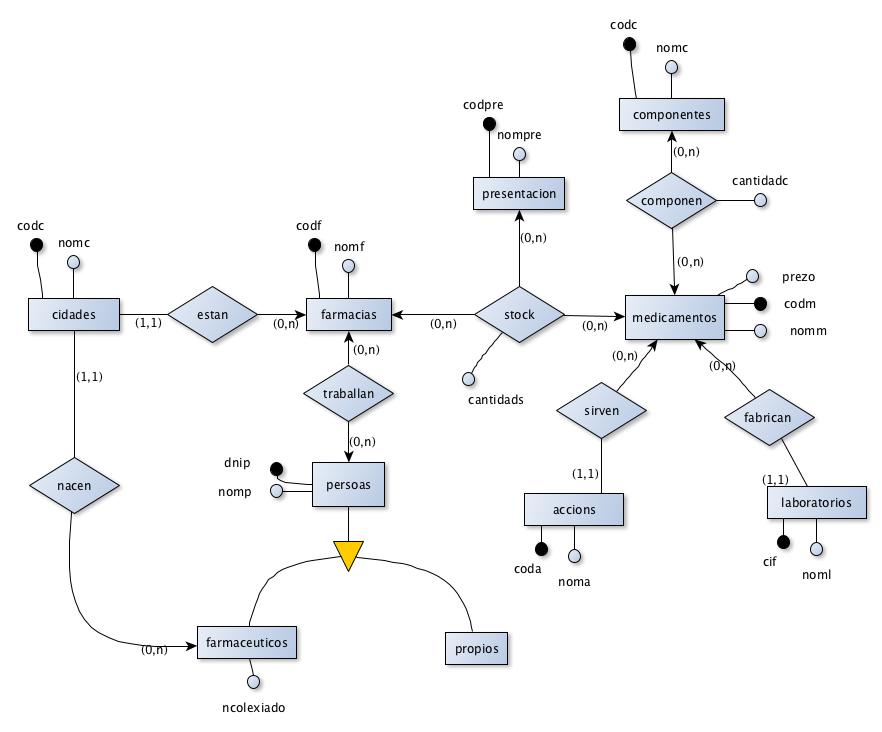 codc
nomc
componentes
codpre
nompre
(0,n)
presentacion
cantidadc
componen
codc
nomc
codf
nomf
(0,n)
(0,n)
prezo
codm
nomm
cidades
(1,1)
estan
(0,n)
farmacias
(0,n)
stock
(0,n)
medicamentos
(0,n)
(0,n)
(0,n)
(1,1)
traballan
cantidads
sirven
fabrican
(0,n)
dnip
nomp
persoas
nacen
(1,1)
(1,1)
accions
laboratorios
coda
noma
cif
noml
farmaceuticos
(0,n)
propios
ncolexiado